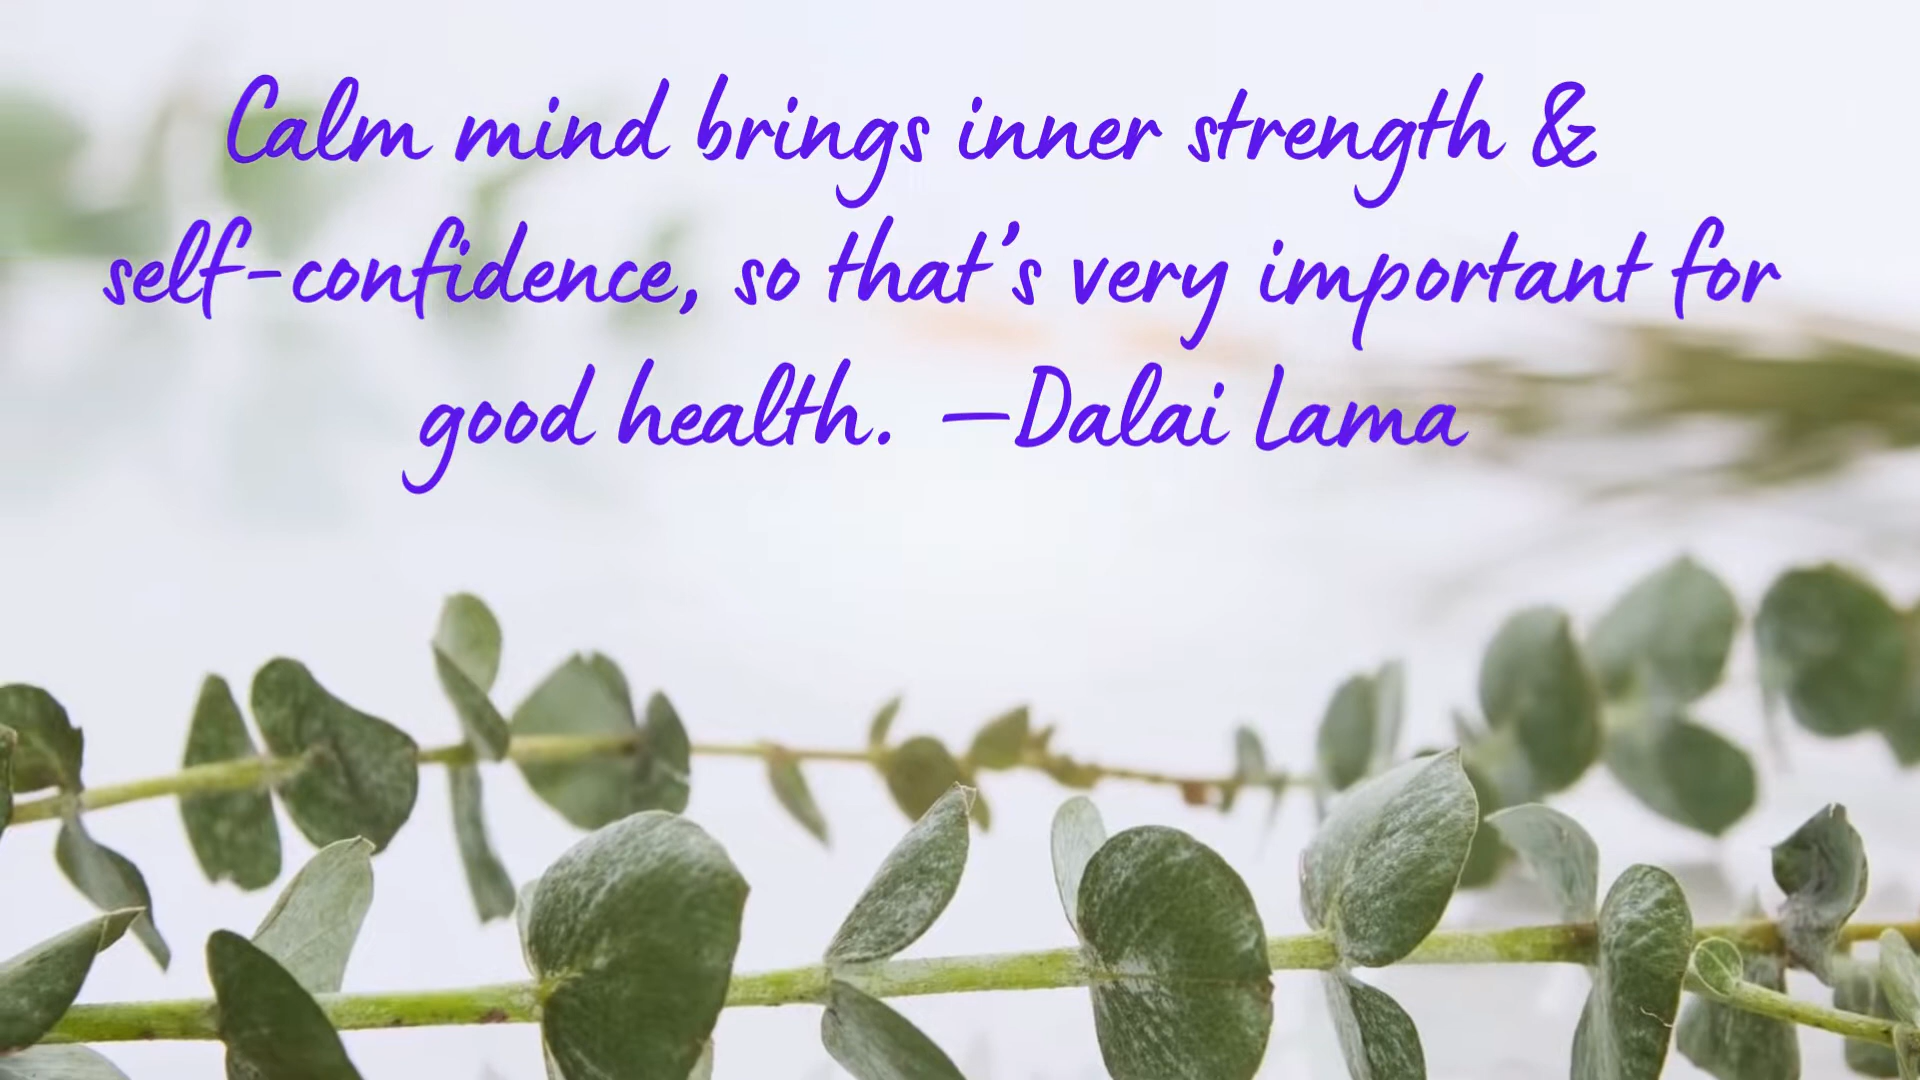 Calm mind brings inner strength &
self-confidence, so that's very important for
good health. —Dalai Lama